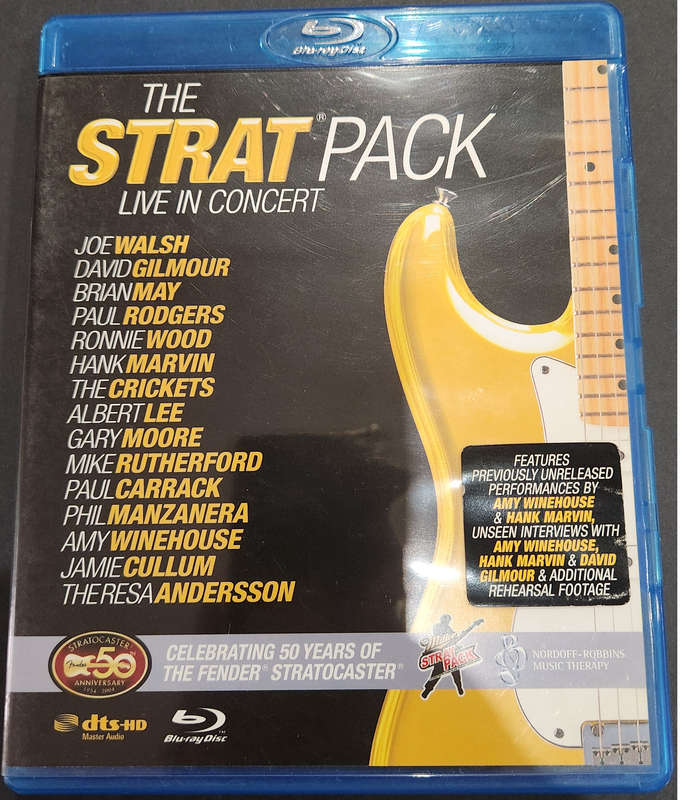 Blu-ray Disc
THE
STRAT® PACK
LIVE IN CONCERT
JOE WALSH
DAVID GILMOUR
BRIAN MAY
PAUL RODGERS
RONNIE WOOD
HANK MARVIN
THE CRICKETS
ALBERT LEE
GARY MOORE
MIKE RUTHERFORD
PAUL CARRACK
PHIL MANZANERA
AMY WINEHOUSE
JAMIE CULLUM
THERESA ANDERSSON
FEATURES
PREVIOUSLY UNRELEASED
PERFORMANCES BY
AMY WINEHOUSE
& HANK MARVIN,
UNSEEN INTERVIEWS WITH
AMY WINEHOUSE,
HANK MARVIN & DAVID
GILMOUR & ADDITIONAL
REHEARSAL FOOTAGE
STRATOCASTER
Fender
50
ANNIVERSARY
1954 2004
CELEBRATING 50 YEARS OF
THE FENDER® STRATOCASTER®
STRAT PACK
NORDOFF-ROBBINS
MUSIC THERAPY
dts-HD
Master Audio
Blu-ray Disc™